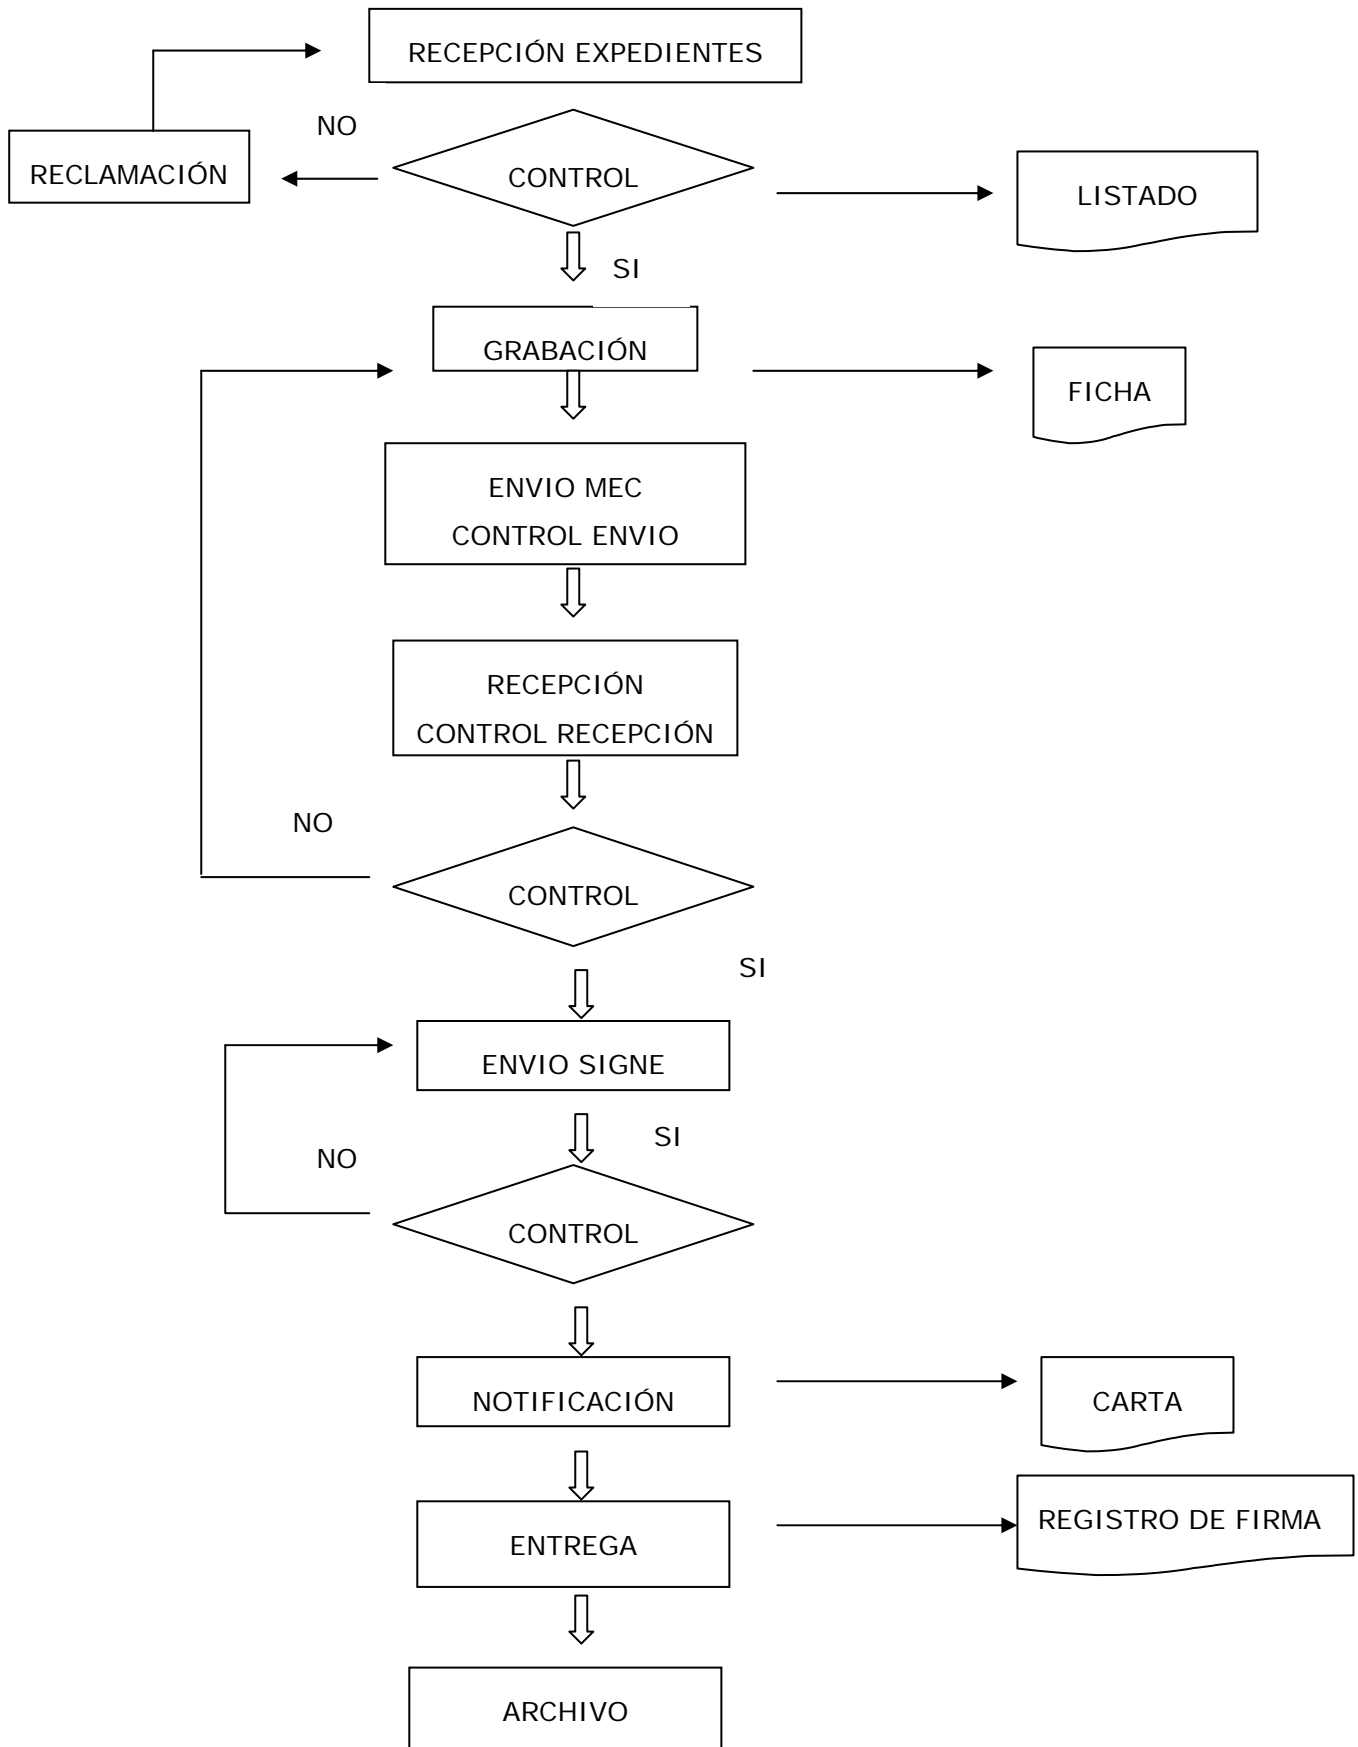 RECEPCIÓN EXPEDIENTES
NO
RECLAMACIÓN
CONTROL
LISTADO
SI
GRABACIÓN
FICHA
ENVIO MEC
CONTROL ENVIO
RECEPCIÓN
CONTROL RECEPCIÓN
NO
CONTROL
SI
ENVIO SIGNE
SI
NO
CONTROL
NOTIFICACIÓN
CARTA
REGISTRO DE FIRMA
ENTREGA
ARCHIVO